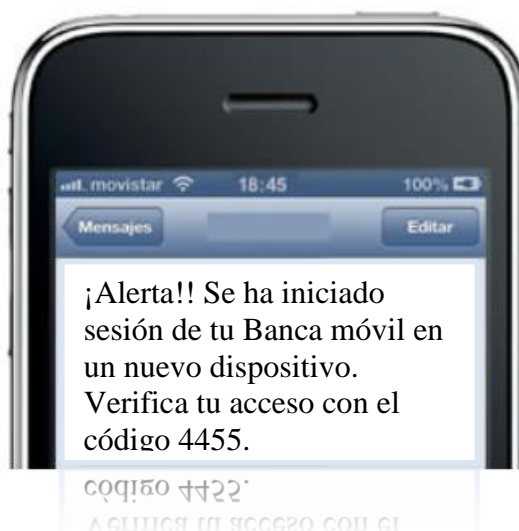 movistar 18:45 100%
Mensajes Editar
¡Alerta!! Se ha iniciado
sesión de tu Banca móvil en
un nuevo dispositivo.
Verifica tu acceso con el
código 4455.